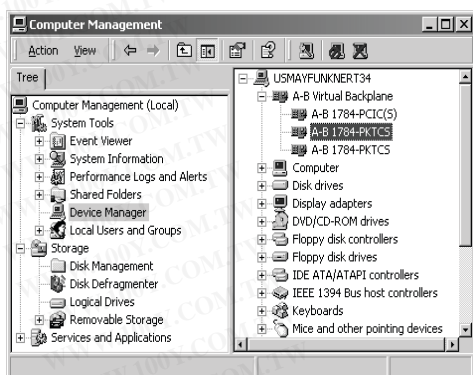 Computer Management
Action View
Tree
Computer Management (Local)
System Tools
Event Viewer
System Information
Performance Logs and Alerts
Shared Folders
Device Manager
Local Users and Groups
Storage
Disk Management
Disk Defragmenter
Logical Drives
Removable Storage
Services and Applications
USMAYFUNKNERT34
A-B Virtual Backplane
A-B 1784-PCIC(S)
A-B 1784-PKTCS
A-B 1784-PKTCS
Computer
Disk drives
Display adapters
DVD/CD-ROM drives
Floppy disk controllers
Floppy disk drives
IDE ATA/ATAPI controllers
IEEE 1394 Bus host controllers
Keyboards
Mice and other pointing devices
WWW.100Y.COM.TW